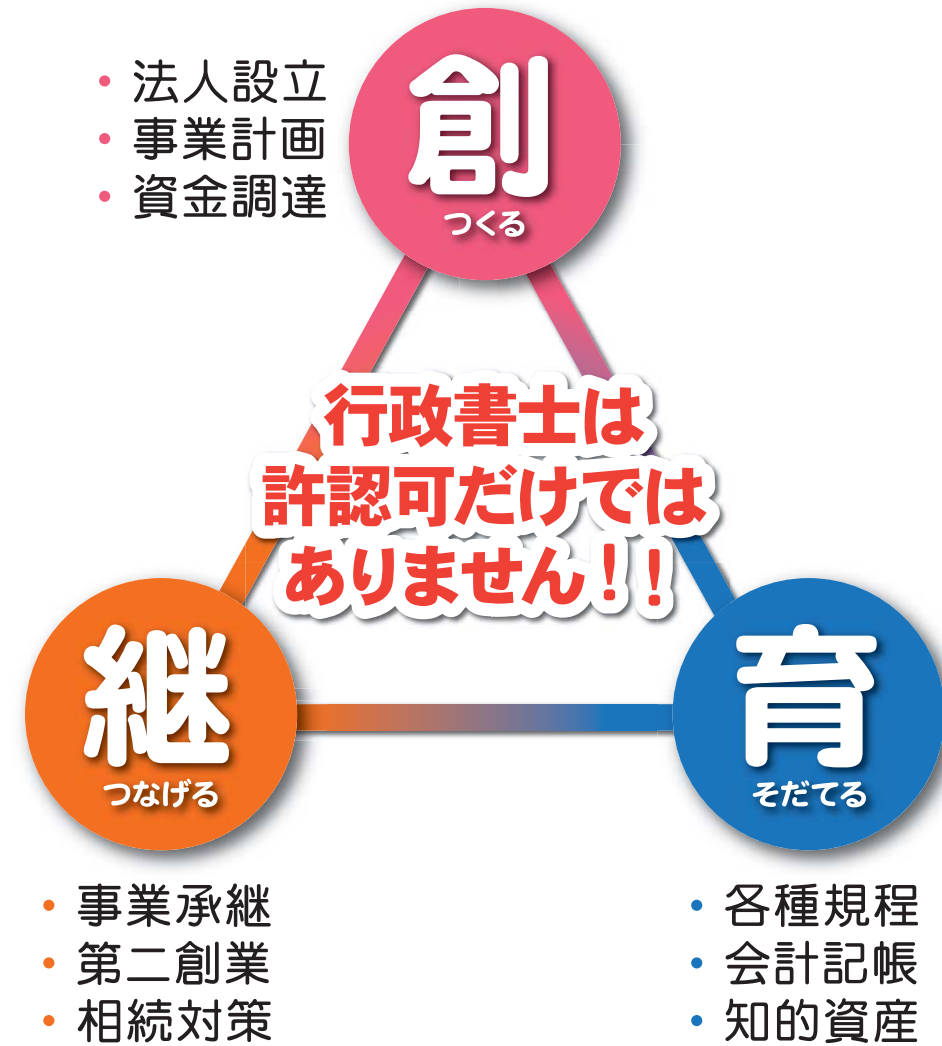 ・法人設立
・事業計画
・資金調達
創
つくる
行政書士は
許認可だけでは
ありません！！
継
つなげる
・事業承継
・第二創業
・相続対策
育
そだてる
・各種規程
・会計記帳
・知的資産